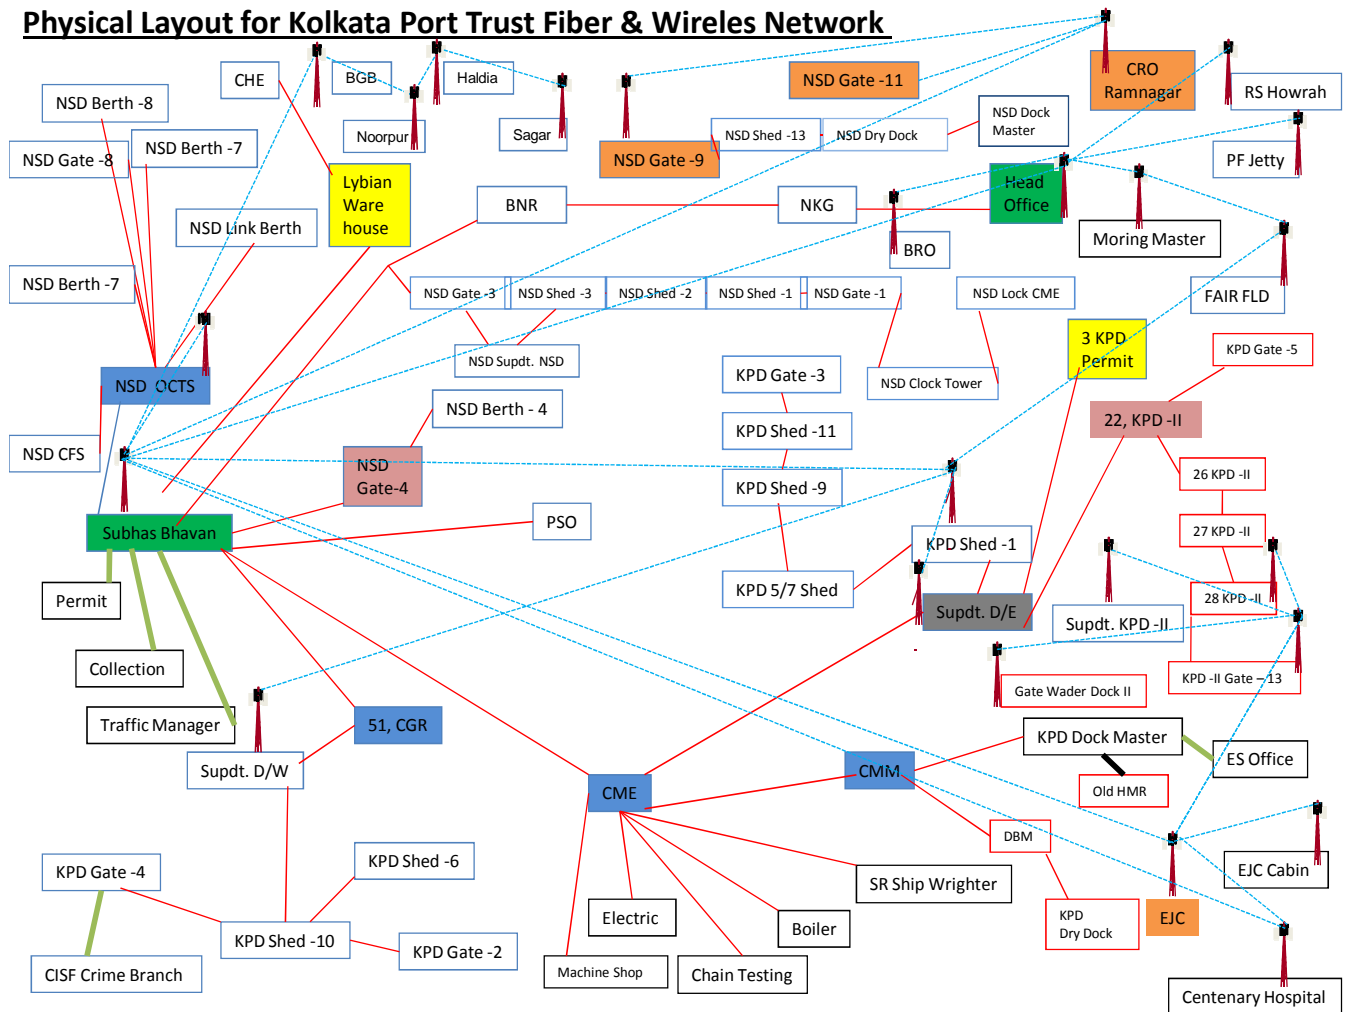 Physical Layout for Kolkata Port Trust Fiber & Wireles Network
CHE
BGB
Haldia
NSD Gate -11
CRO
Ramnagar
RS Howrah
NSD Berth -8
Noorpur
Sagar
NSD Shed -13
NSD Dry Dock
NSD Dock
Master
NSD Gate -8
NSD Berth -7
NSD Gate -9
PF Jetty
Lybian
Ware
house
BNR
NKG
Head
Office
NSD Link Berth
BRO
Moring Master
NSD Berth -7
NSD Gate -3
NSD Shed -3
NSD Shed -2
NSD Shed -1
NSD Gate -1
NSD Lock CME
FAIR FLD
NSD Supdt. NSD
3 KPD
Permit
KPD Gate -5
NSD OCTS
KPD Gate -3
NSD Clock Tower
NSD Berth - 4
22, KPD -II
NSD CFS
KPD Shed -11
NSD
Gate-4
KPD Shed -9
26 KPD -II
Subhas Bhavan
PSO
27 KPD -II
KPD Shed -1
Permit
KPD 5/7 Shed
Supdt. D/E
28 KPD -II
Supdt. KPD -II
Collection
Gate Wader Dock II
KPD -II Gate – 13
Traffic Manager
51, CGR
KPD Dock Master
ES Office
Supdt. D/W
CME
CMM
Old HMR
DBM
KPD Gate -4
KPD Shed -6
SR Ship Wrighter
EJC Cabin
Electric
Boiler
KPD
Dry Dock
EJC
KPD Shed -10
KPD Gate -2
CISF Crime Branch
Machine Shop
Chain Testing
Centenary Hospital